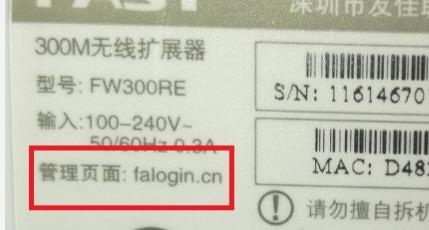 FAST
深圳市友佳
300M无线扩展器
型号: FW300RE
S/N: 11614670
输入:100-240V~
50/60Hz 0.3A
MAC: D48
管理页面: falogin.cn
请勿擅自拆机